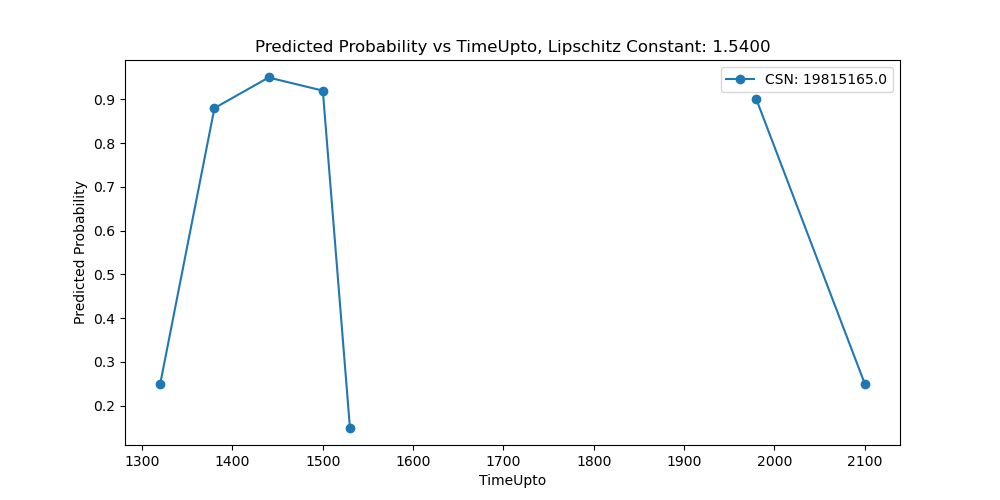 Predicted Probability vs TimeUpto, Lipschitz Constant: 1.5400
CSN: 19815165.0
Predicted Probability
0.9
0.8
0.7
0.6
0.5
0.4
0.3
0.2
1300 1400 1500 1600 1700 1800 1900 2000 2100
TimeUpto